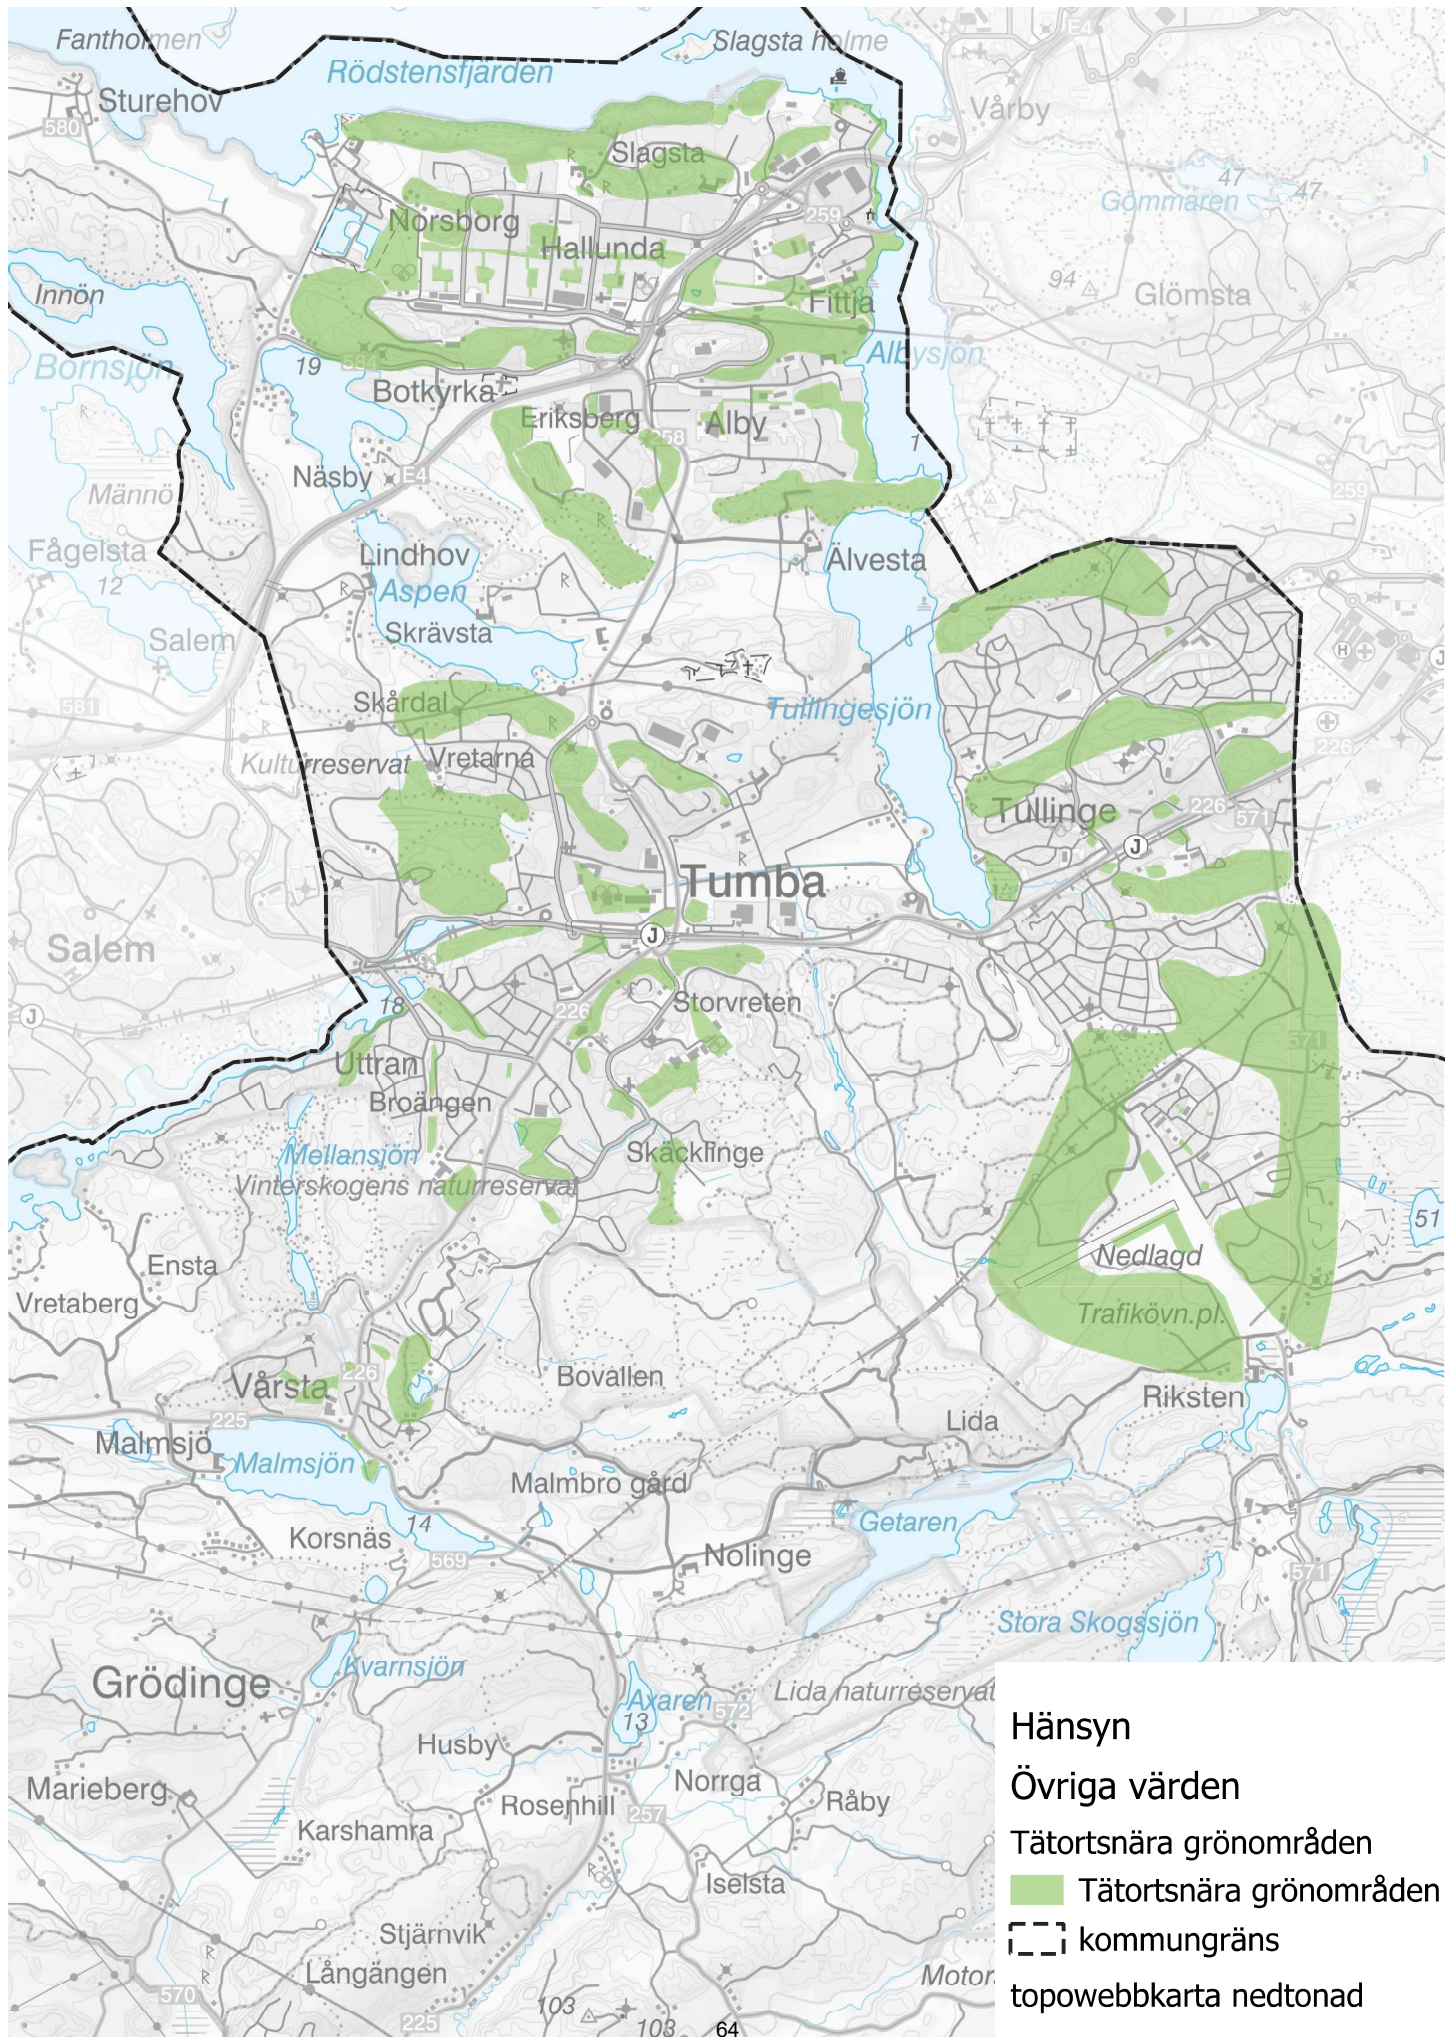 Fantholmen
Slagsta holme
E4
Rödstensfjärden
Sturehov
Vårby
580
Slagsta
47
47
Gömmaren
Norsborg
259
Hallunda
94
Innön
Fittja
Glömsta
Bornsjön
19
584
Albysjön
Botkyrka
Eriksberg
Alby
258
1
Näsby
E4
Männö
259
Fågelsta
Lindhov
Älvesta
12
Aspen
Salem
Skrävsta
H
J
581
Skårdal
Tullingesjön
Kulturreservat
Vretarna
226
Tullinge
226
571
J
Tumba
Salem
J
18
226
Storvreten
J
571
Uttran
Broängen
Mellansjön
Skäcklinge
Vinterskogens naturreservat
51
Ensta
Nedlagd
Vretaberg
Trafikövn.pl.
226
Bovallen
Vårsta
Riksten
225
Lida
Malmsjö
Malmsjön
Malmbro gård
14
Getaren
Korsnäs
569
Nolinge
571
Stora Skogssjön
Kvarnsjön
Grödinge
Axaren
Lida naturreservat
13
572
Husby
Marieberg
Norrga
Rosenhill
257
Råby
Karshamra
Iselsta
Stjärnvik
Långängen
Motor
570
103
225
103
64
Hänsyn
Övriga värden
Tätortsnära grönområden
Tätortsnära grönområden
kommungräns
topowebbkarta nedtonad